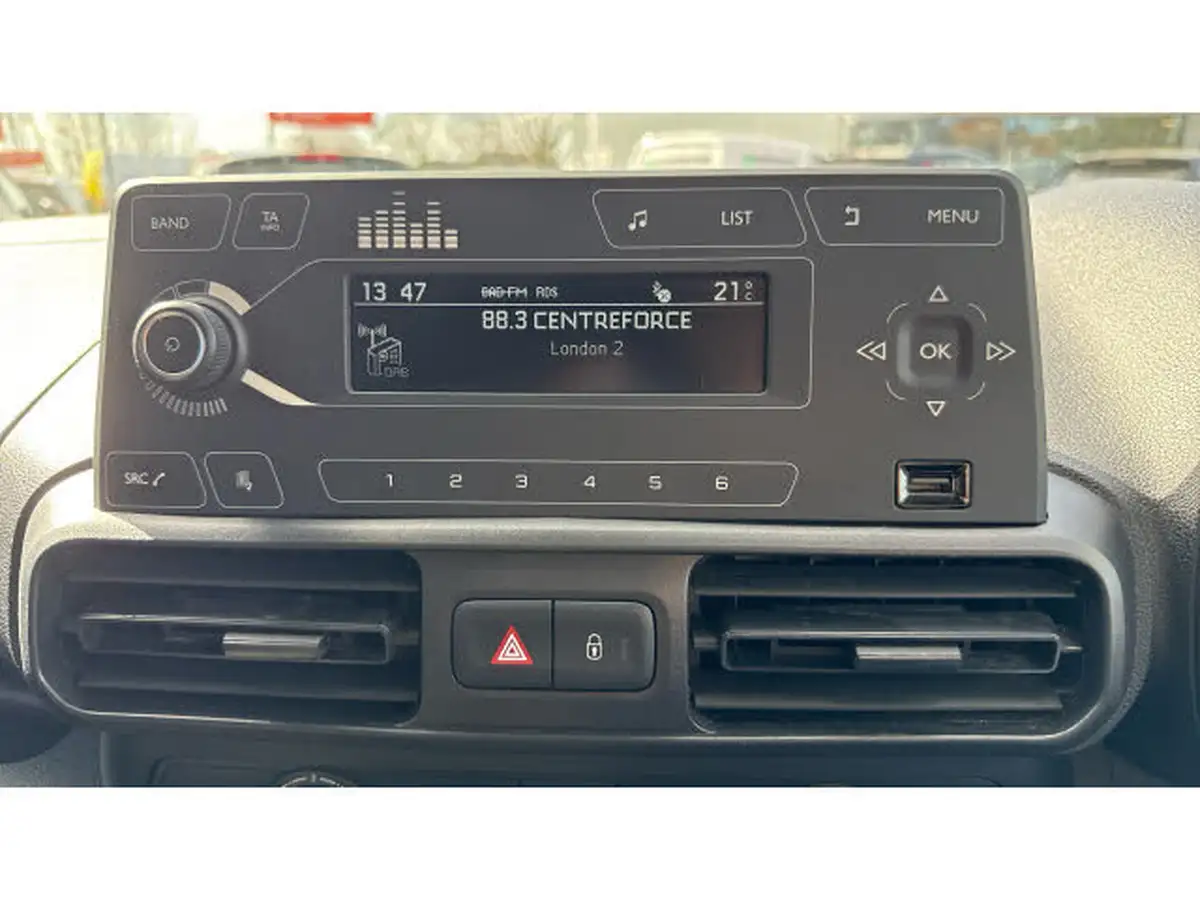 BAND TA INFO LIST MENU
13 47 DAB-FM RDS 21°C
88.3 CENTREFORCE
London 2
DAB
OK
SRC
1 2 3 4 5 6